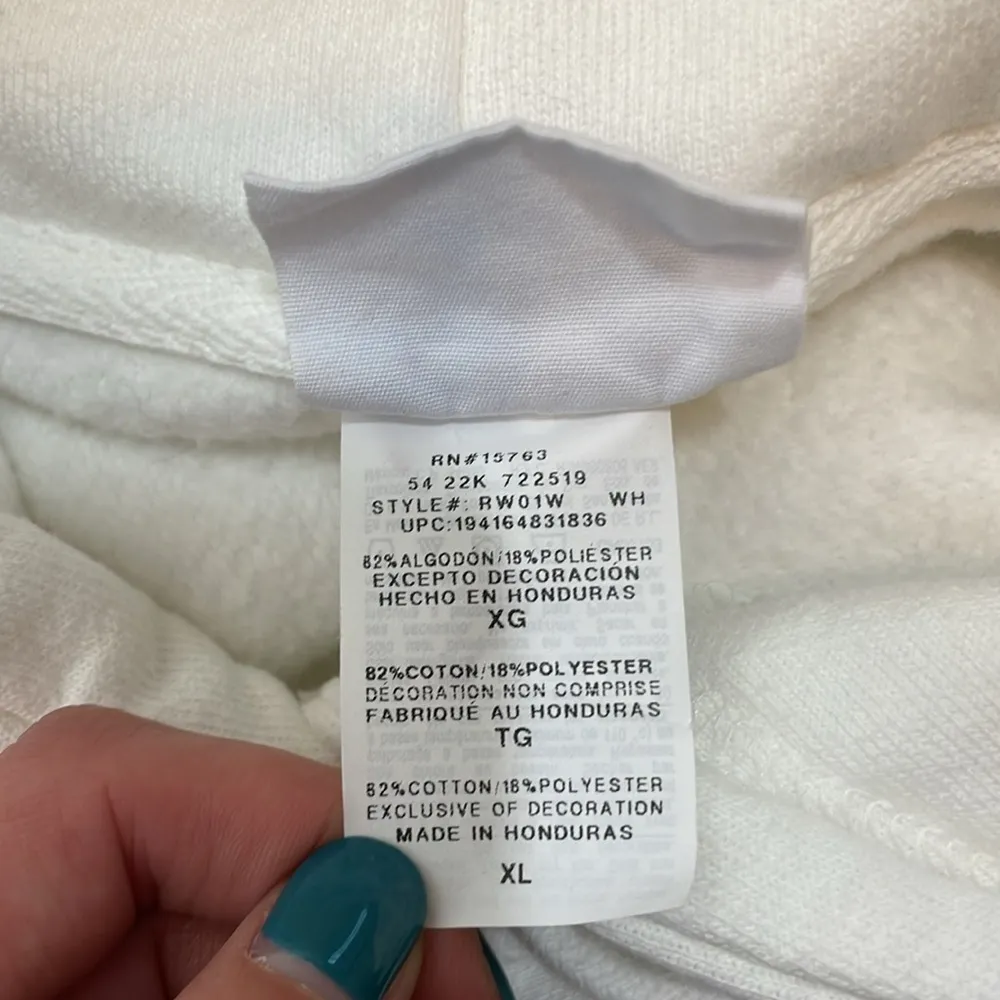 RN#15763
54 22K 722519
STYLE#: RW01W WH
UPC:194164831836
82%ALGODÓN/18%POLIÉSTER
EXCEPTO DECORACIÓN
HECHO EN HONDURAS
XG
82%COTON/18%POLYESTER
DÉCORATION NON COMPRISE
FABRIQUÉ AU HONDURAS
TG
82%COTTON/18%POLYESTER
EXCLUSIVE OF DECORATION
MADE IN HONDURAS
XL